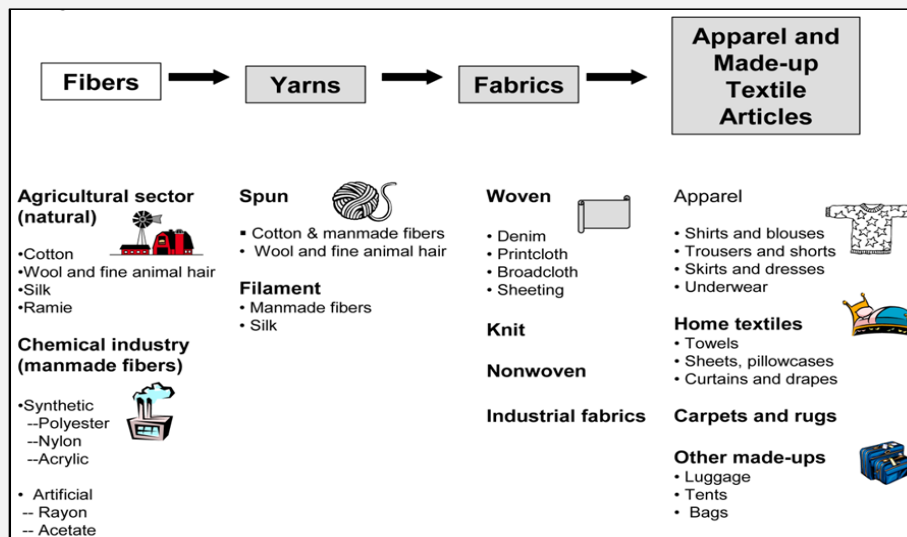 Fibers
Yarns
Fabrics
Apparel and
Made-up
Textile
Articles
Agricultural sector
(natural)
•Cotton
•Wool and fine animal hair
•Silk
•Ramie
Chemical industry
(manmade fibers)
•Synthetic
--Polyester
--Nylon
--Acrylic
• Artificial
-- Rayon
-- Acetate
Spun
▪ Cotton & manmade fibers
• Wool and fine animal hair
Filament
• Manmade fibers
• Silk
Woven
• Denim
• Printcloth
• Broadcloth
• Sheeting
Knit
Nonwoven
Industrial fabrics
Apparel
• Shirts and blouses
• Trousers and shorts
• Skirts and dresses
• Underwear
Home textiles
• Towels
• Sheets, pillowcases
• Curtains and drapes
Carpets and rugs
Other made-ups
• Luggage
• Tents
• Bags